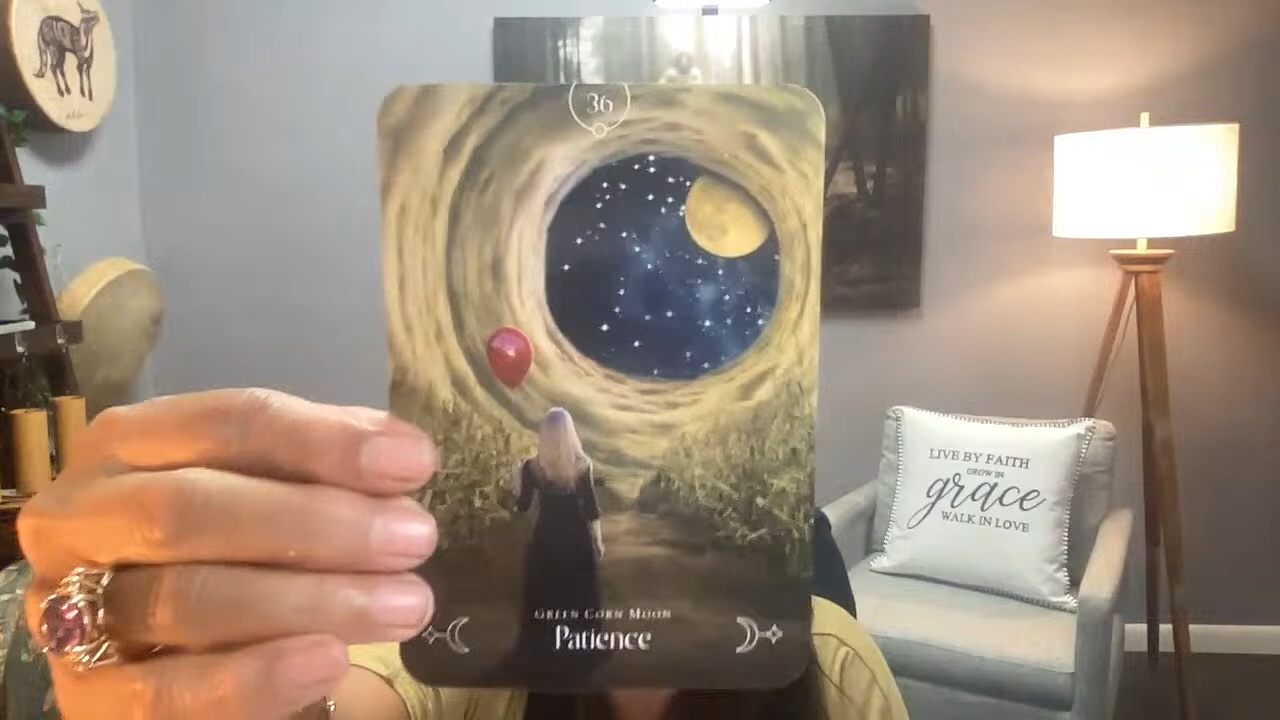 36
GREEN CORN MOON
Patience
LIVE BY FAITH
GROW IN
grace
WALK IN LOVE